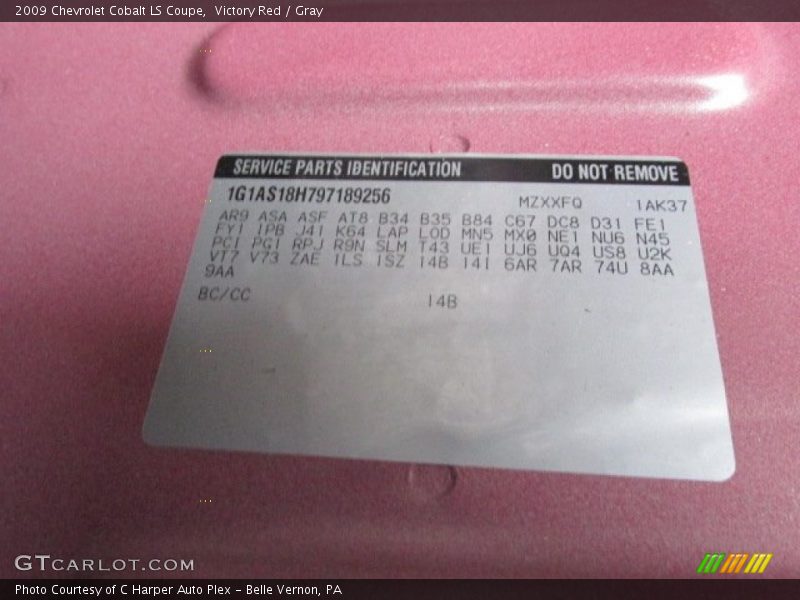 2009 Chevrolet Cobalt LS Coupe, Victory Red / Gray
SERVICE PARTS IDENTIFICATION DO NOT REMOVE
1G1AS18H797189256 MZXXFQ 1AK37
AR9 ASA ASF AT8 B34 B35 B84 C67 DC8 D31 FE1
FY1 IPB J41 K64 LAP LOD MN5 MX0 NE1 NU6 N45
PCI PG1 RPJ R9N SLM T43 UE1 UJ6 UQ4 US8 U2K
VT7 V73 ZAE 1LS 1SZ 14B 14I 6AR 7AR 74U 8AA
9AA
BC/CC 14B
GTCARLOT.COM
Photo Courtesy of C Harper Auto Plex - Belle Vernon, PA